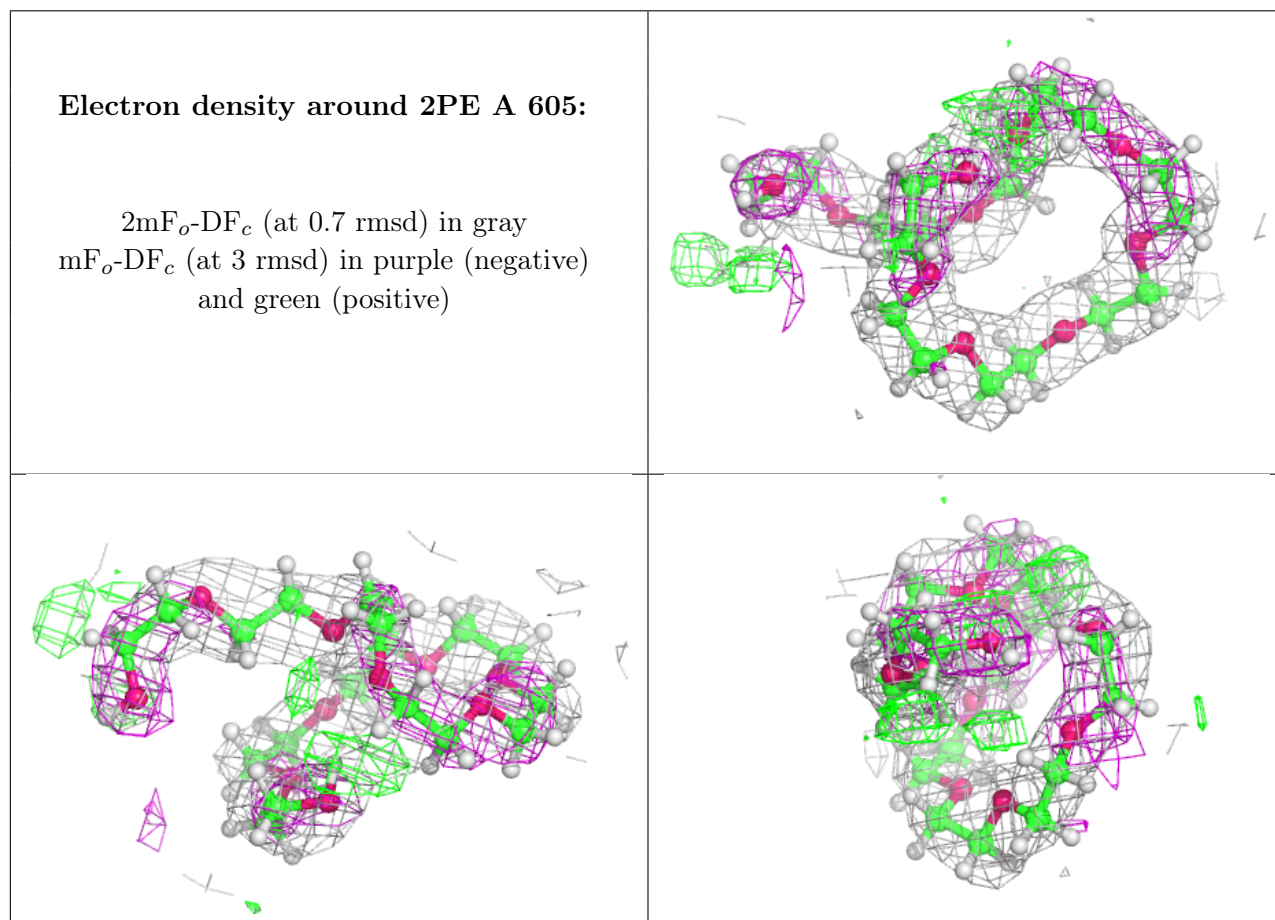 Electron density around 2PE A 605:
2mFo-DFc (at 0.7 rmsd) in gray
mFo-DFc (at 3 rmsd) in purple (negative)
and green (positive)